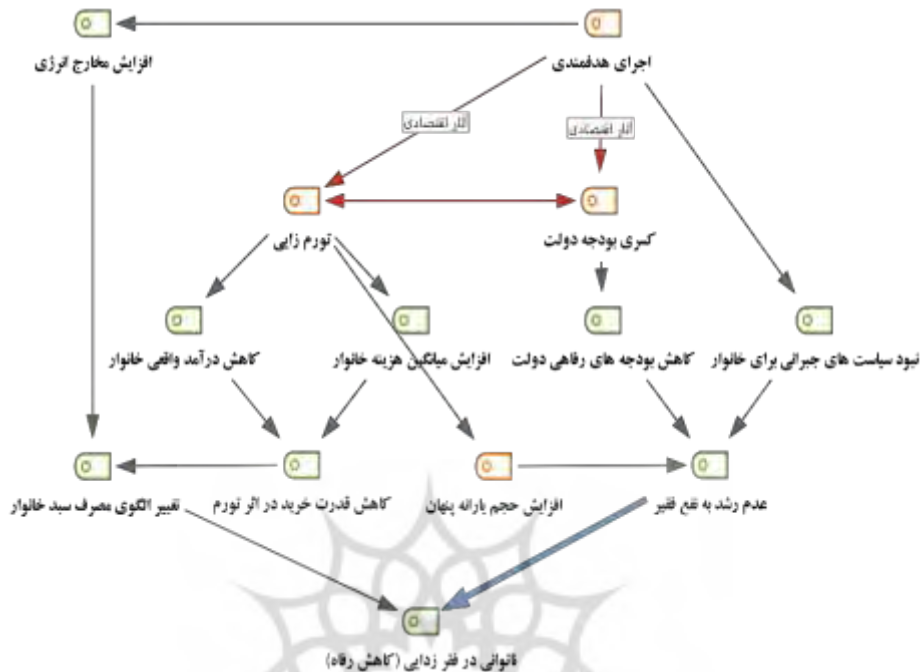 اجرای هدفمندی
افزایش مخارج انرژی
آثار اقتصادی
آثار اقتصادی
کسری بودجه دولت
تورم زایی
نبود سیاست های جبرانی برای خانوار
کاهش بودجه های رفاهی دولت
افزایش میانگین هزینه خانوار
کاهش درآمد واقعی خانوار
عدم رشد به نفع فقیر
افزایش حجم یارانه پنهان
کاهش قدرت خرید در اثر تورم
تغییر الگوی مصرف سبد خانوار
ناتوانی در فقر زدایی (کاهش رفاه)